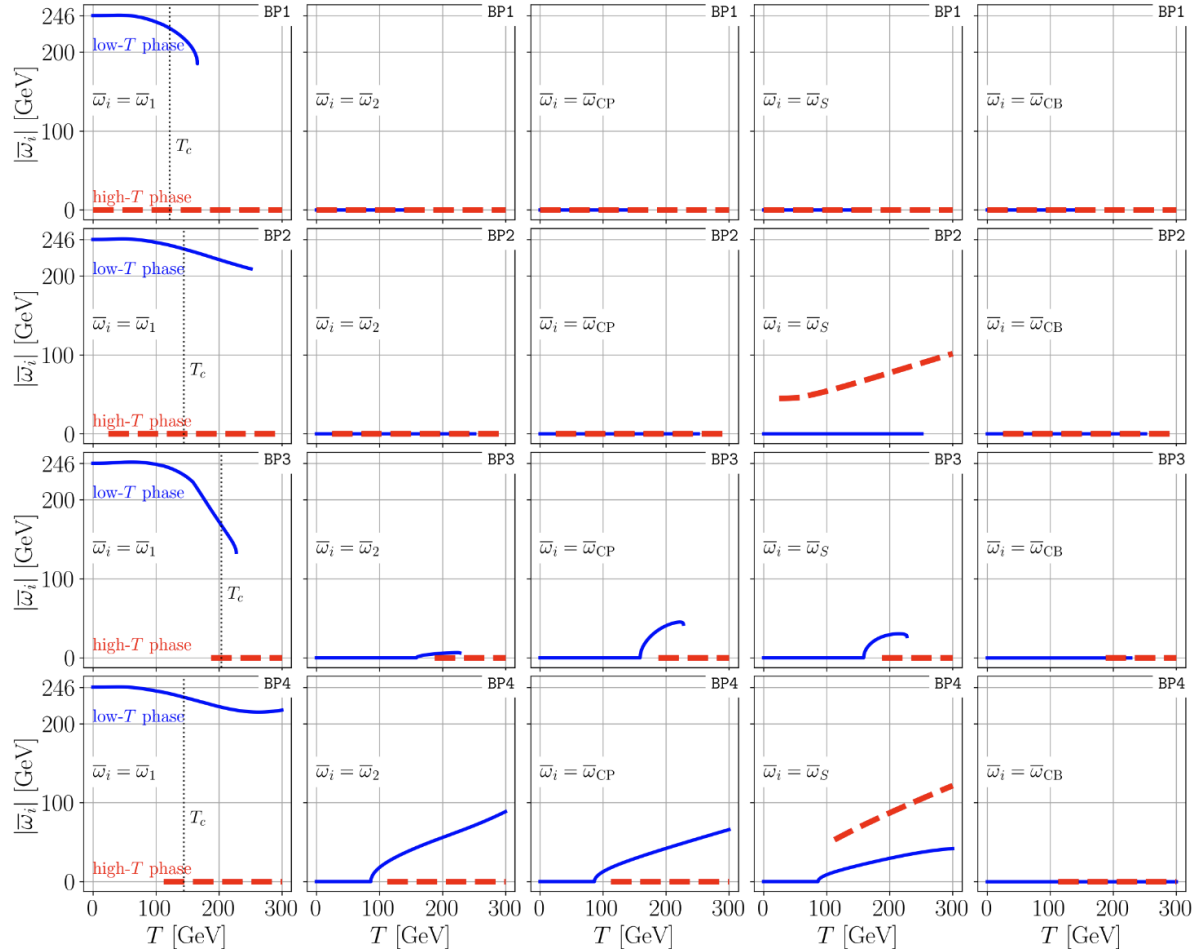 BP1 BP1 BP1 BP1 BP1
246
low-T phase
200
|ω̅ᵢ| [GeV]
ω̅ᵢ = ω̅₁ ω̅ᵢ = ω̅₂ ω̅ᵢ = ω̅_CP ω̅ᵢ = ω̅_S ω̅ᵢ = ω̅_CB
T_c
100
high-T phase
0
BP2 BP2 BP2 BP2 BP2
246
low-T phase
200
|ω̅ᵢ| [GeV]
ω̅ᵢ = ω̅₁ ω̅ᵢ = ω̅₂ ω̅ᵢ = ω̅_CP ω̅ᵢ = ω̅_S ω̅ᵢ = ω̅_CB
T_c
100
high-T phase
0
BP3 BP3 BP3 BP3 BP3
246
low-T phase
200
|ω̅ᵢ| [GeV]
ω̅ᵢ = ω̅₁ ω̅ᵢ = ω̅₂ ω̅ᵢ = ω̅_CP ω̅ᵢ = ω̅_S ω̅ᵢ = ω̅_CB
100
T_c
high-T phase
0
BP4 BP4 BP4 BP4 BP4
246
low-T phase
200
|ω̅ᵢ| [GeV]
ω̅ᵢ = ω̅₁ ω̅ᵢ = ω̅₂ ω̅ᵢ = ω̅_CP ω̅ᵢ = ω̅_S ω̅ᵢ = ω̅_CB
100
T_c
high-T phase
0
0 100 200 300 0 100 200 300 0 100 200 300 0 100 200 300 0 100 200 300
T [GeV] T [GeV] T [GeV] T [GeV] T [GeV]